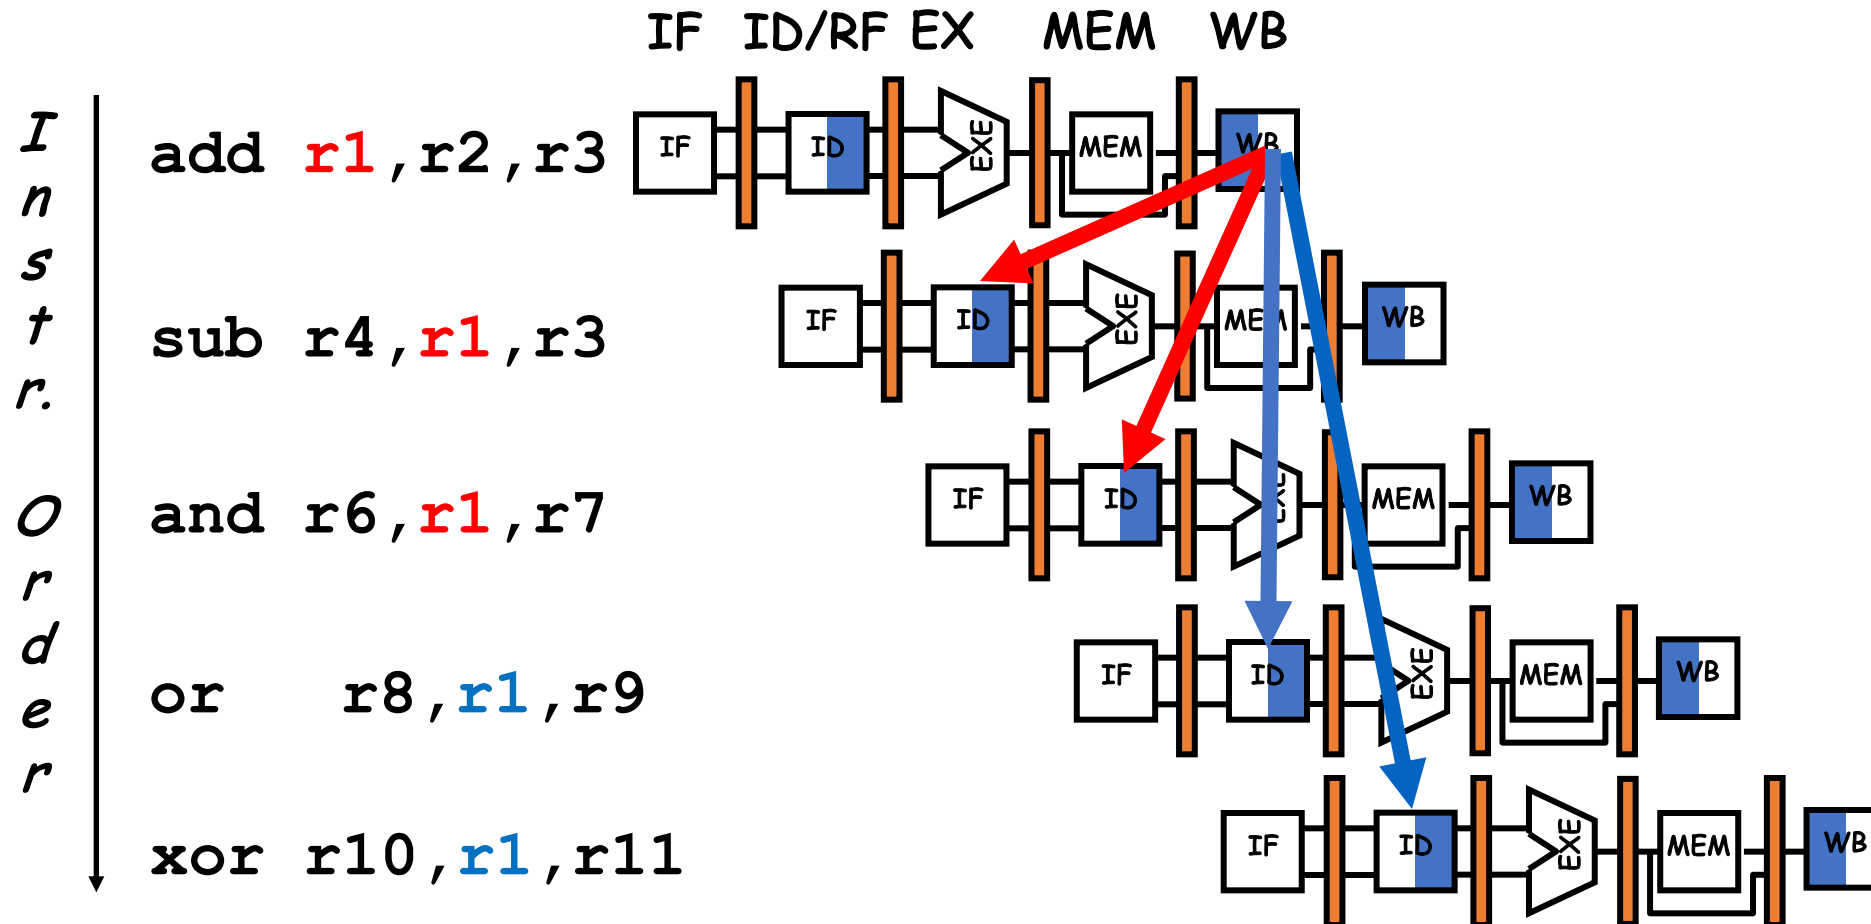 IF ID/RF EX MEM WB
Instr. Order
add r1,r2,r3 IF ID EXE MEM WB
sub r4,r1,r3 IF ID EXE MEM WB
and r6,r1,r7 IF ID EXE MEM WB
or r8,r1,r9 IF ID EXE MEM WB
xor r10,r1,r11 IF ID EXE MEM WB